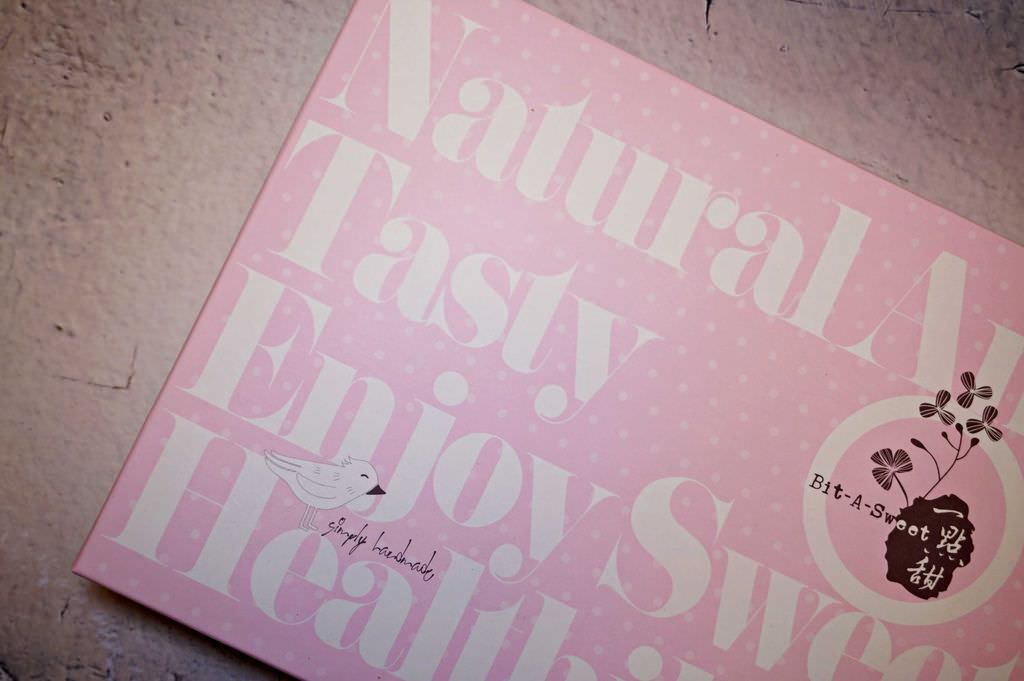 Natural
Tasty
Enjoy
simply handmade
Bit-A-Sweet
一點
甜